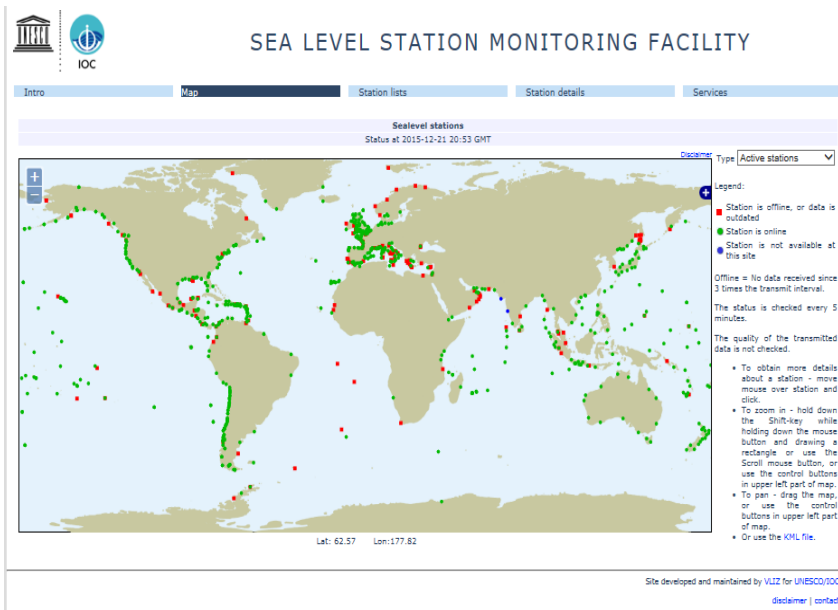 UNESCO
IOC
SEA LEVEL STATION MONITORING FACILITY
Intro
Map
Station lists
Station details
Services
Sealevel stations
Status at 2015-12-21 20:53 GMT
Disclaimer
Type Active stations
+
−
+
Legend:
Station is offline, or data is
outdated
Station is online
Station is not available at
this site
Offline = No data received since
3 times the transmit interval.
The status is checked every 5
minutes.
The quality of the transmitted
data is not checked.
• To obtain more details
about a station - move
mouse over station and
click.
• To zoom in - hold down
the Shift-key while
holding down the mouse
button and drawing a
rectangle or use the
Scroll mouse button, or
use the control buttons
in upper left part of map.
• To pan - drag the map,
or use the control
buttons in upper left part
of map.
• Or use the KML file.
Lat: 62.57 Lon:177.82
Site developed and maintained by VLIZ for UNESCO/IOC
disclaimer | contact